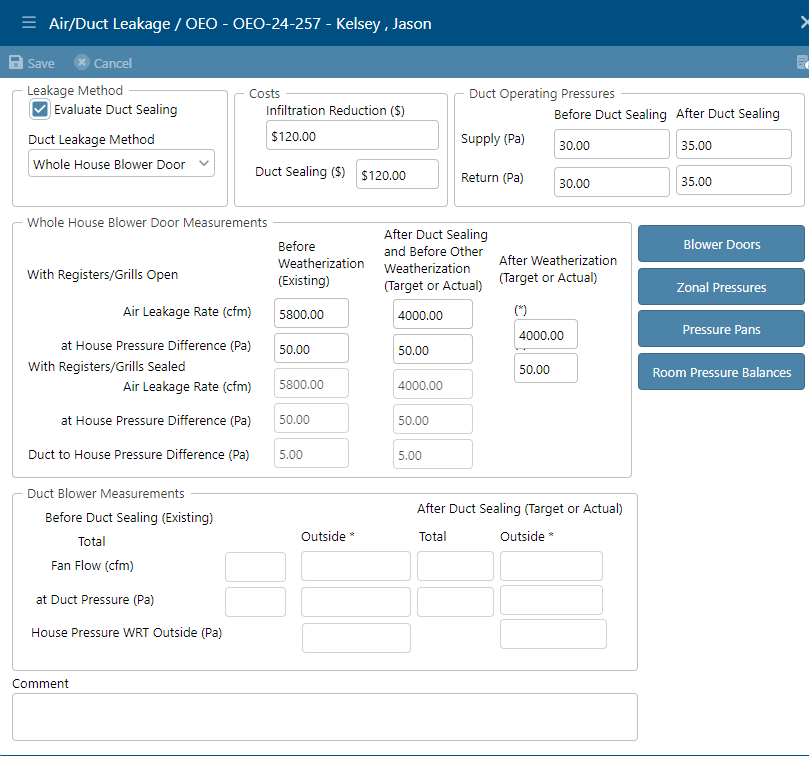 Air/Duct Leakage / OEO - OEO-24-257 - Kelsey , Jason
Save Cancel
Leakage Method
Evaluate Duct Sealing
Duct Leakage Method
Whole House Blower Door
Costs
Infiltration Reduction ($)
$120.00
Duct Sealing ($) $120.00
Duct Operating Pressures
Before Duct Sealing After Duct Sealing
Supply (Pa) 30.00 35.00
Return (Pa) 30.00 35.00
Whole House Blower Door Measurements
With Registers/Grills Open
Before
Weatherization
(Existing)
After Duct Sealing
and Before Other
Weatherization
(Target or Actual)
After Weatherization
(Target or Actual)
(*)
Air Leakage Rate (cfm) 5800.00 4000.00 4000.00
at House Pressure Difference (Pa) 50.00 50.00 50.00
With Registers/Grills Sealed
Air Leakage Rate (cfm) 5800.00 4000.00
at House Pressure Difference (Pa) 50.00 50.00
Duct to House Pressure Difference (Pa) 5.00 5.00
Blower Doors
Zonal Pressures
Pressure Pans
Room Pressure Balances
Duct Blower Measurements
Before Duct Sealing (Existing) After Duct Sealing (Target or Actual)
Total Outside * Total Outside *
Fan Flow (cfm)
at Duct Pressure (Pa)
House Pressure WRT Outside (Pa)
Comment